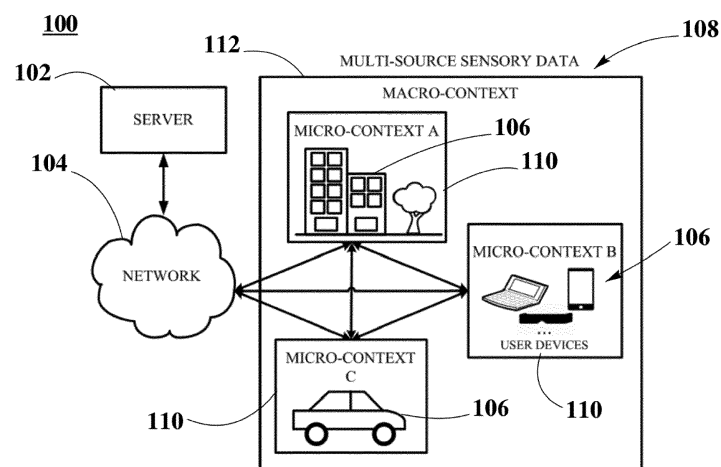 100
112
MULTI-SOURCE SENSORY DATA
108
102
MACRO-CONTEXT
SERVER
MICRO-CONTEXT A
106
110
104
NETWORK
MICRO-CONTEXT B
106
...
USER DEVICES
MICRO-CONTEXT
C
110
106
110